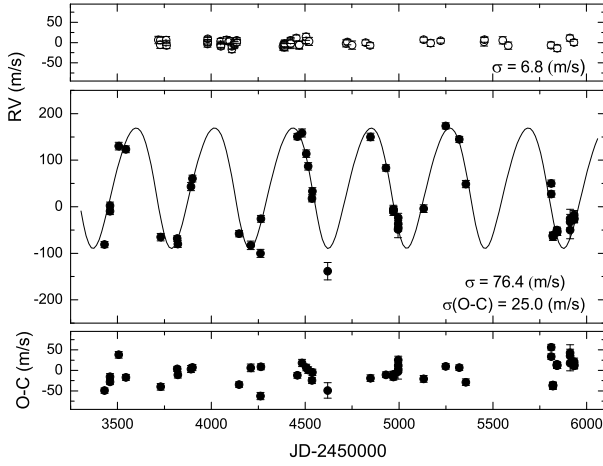 50
0
-50
σ = 6.8 (m/s)
RV (m/s)
200
100
0
-100
-200
σ = 76.4 (m/s)
σ(O-C) = 25.0 (m/s)
50
0
-50
O-C (m/s)
3500 4000 4500 5000 5500 6000
JD-2450000